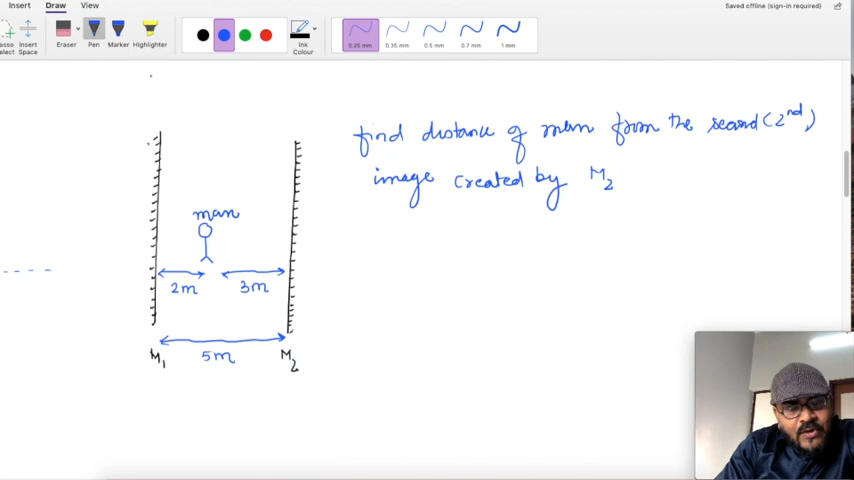 Insert Draw View
Saved offline (sign-in required)
Eraser Pen Marker Highlighter
Insert Space
Ink Colour
0.25 mm 0.35 mm 0.5 mm 0.7 mm 1 mm
find distance of man from the second (2nd)
image created by M2
man
2m 3m
5m
M1 M2